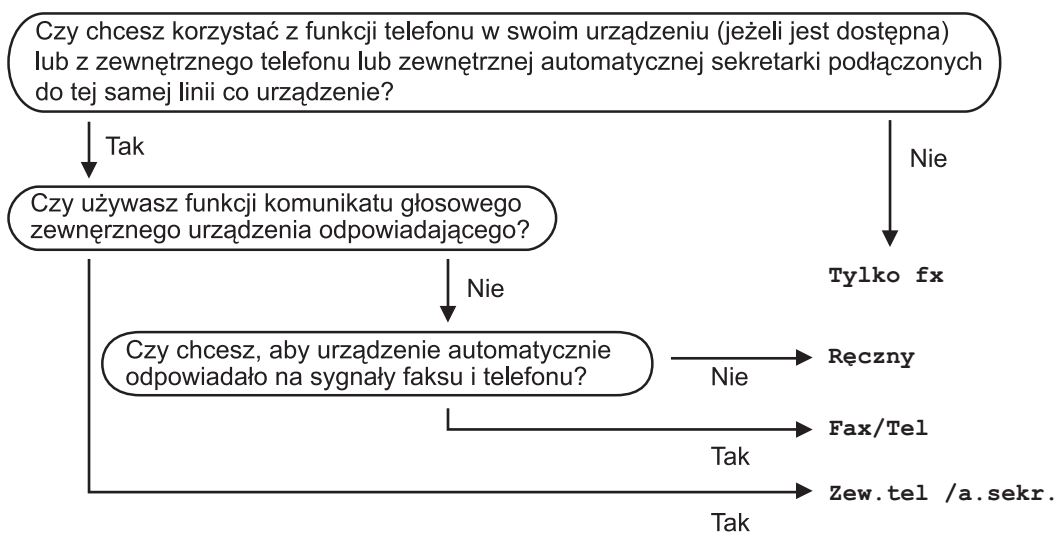 Czy chcesz korzystać z funkcji telefonu w swoim urządzeniu (jeżeli jest dostępna)
lub z zewnętrznego telefonu lub zewnętrznej automatycznej sekretarki podłączonych
do tej samej linii co urządzenie?
Tak
Nie
Czy używasz funkcji komunikatu głosowego
zewnęrznego urządzenia odpowiadającego?
Tylko fx
Nie
Czy chcesz, aby urządzenie automatycznie
odpowiadało na sygnały faksu i telefonu?
Nie
Ręczny
Fax/Tel
Tak
Zew.tel /a.sekr.
Tak